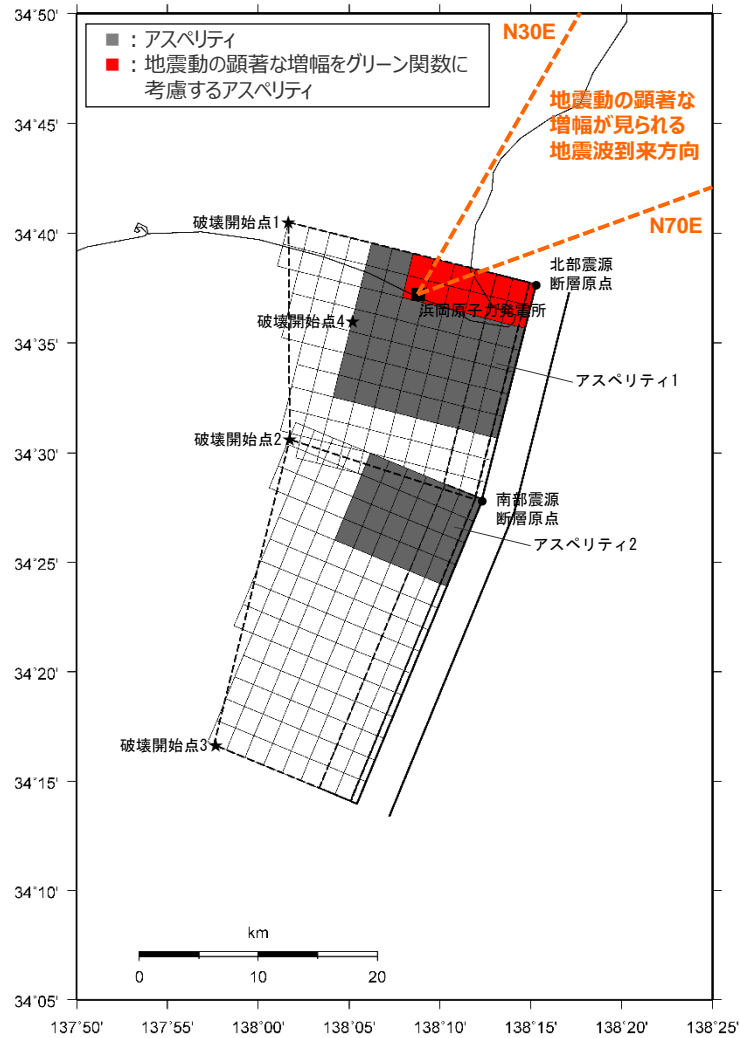 ■ : アスペリティ
■ : 地震動の顕著な増幅をグリーン関数に
考慮するアスペリティ
N30E
地震動の顕著な
増幅が見られる
地震波到来方向
N70E
破壊開始点1
北部震源
断層原点
浜岡原子力発電所
破壊開始点4
アスペリティ1
破壊開始点2
南部震源
断層原点
アスペリティ2
破壊開始点3
km
0 10 20
34°50'
34°45'
34°40'
34°35'
34°30'
34°25'
34°20'
34°15'
34°10'
34°05'
137°50' 137°55' 138°00' 138°05' 138°10' 138°15' 138°20' 138°25'